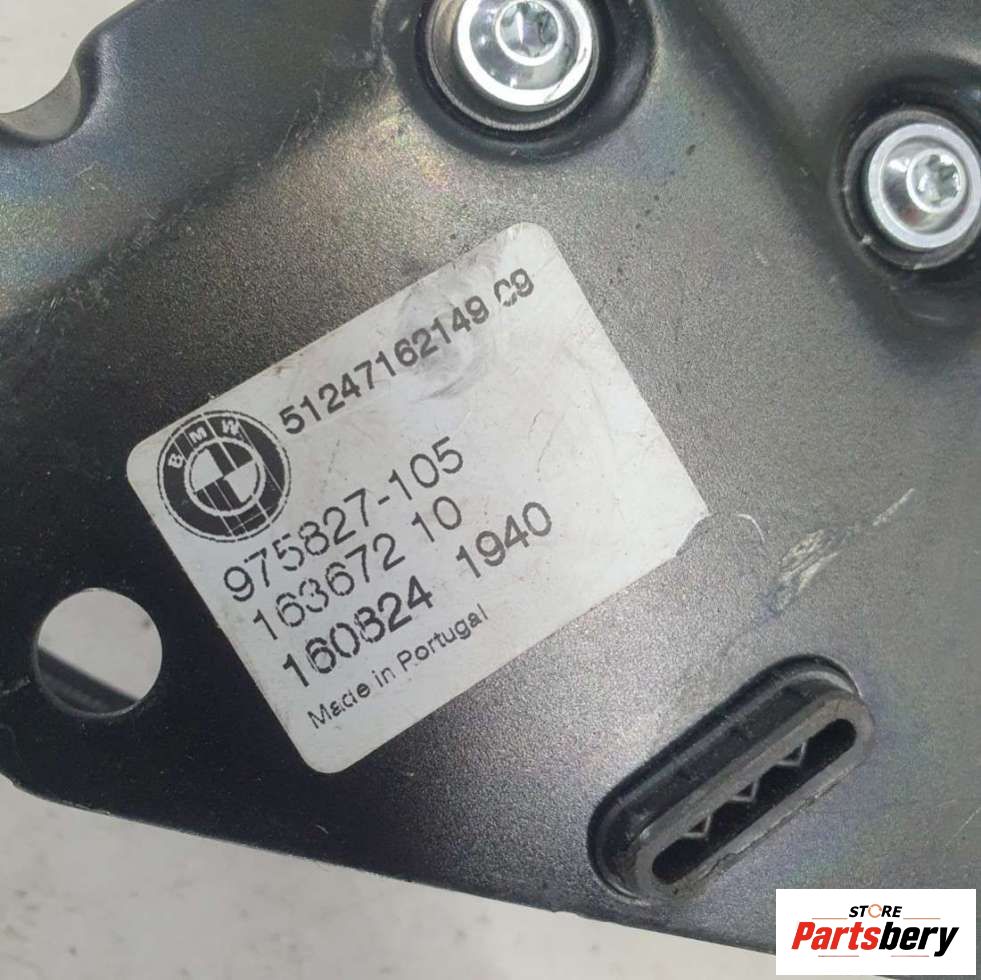 BMW
51247162149 09
975827-105
163672 10
160824 1940
Made in Portugal
STORE
Partsbery